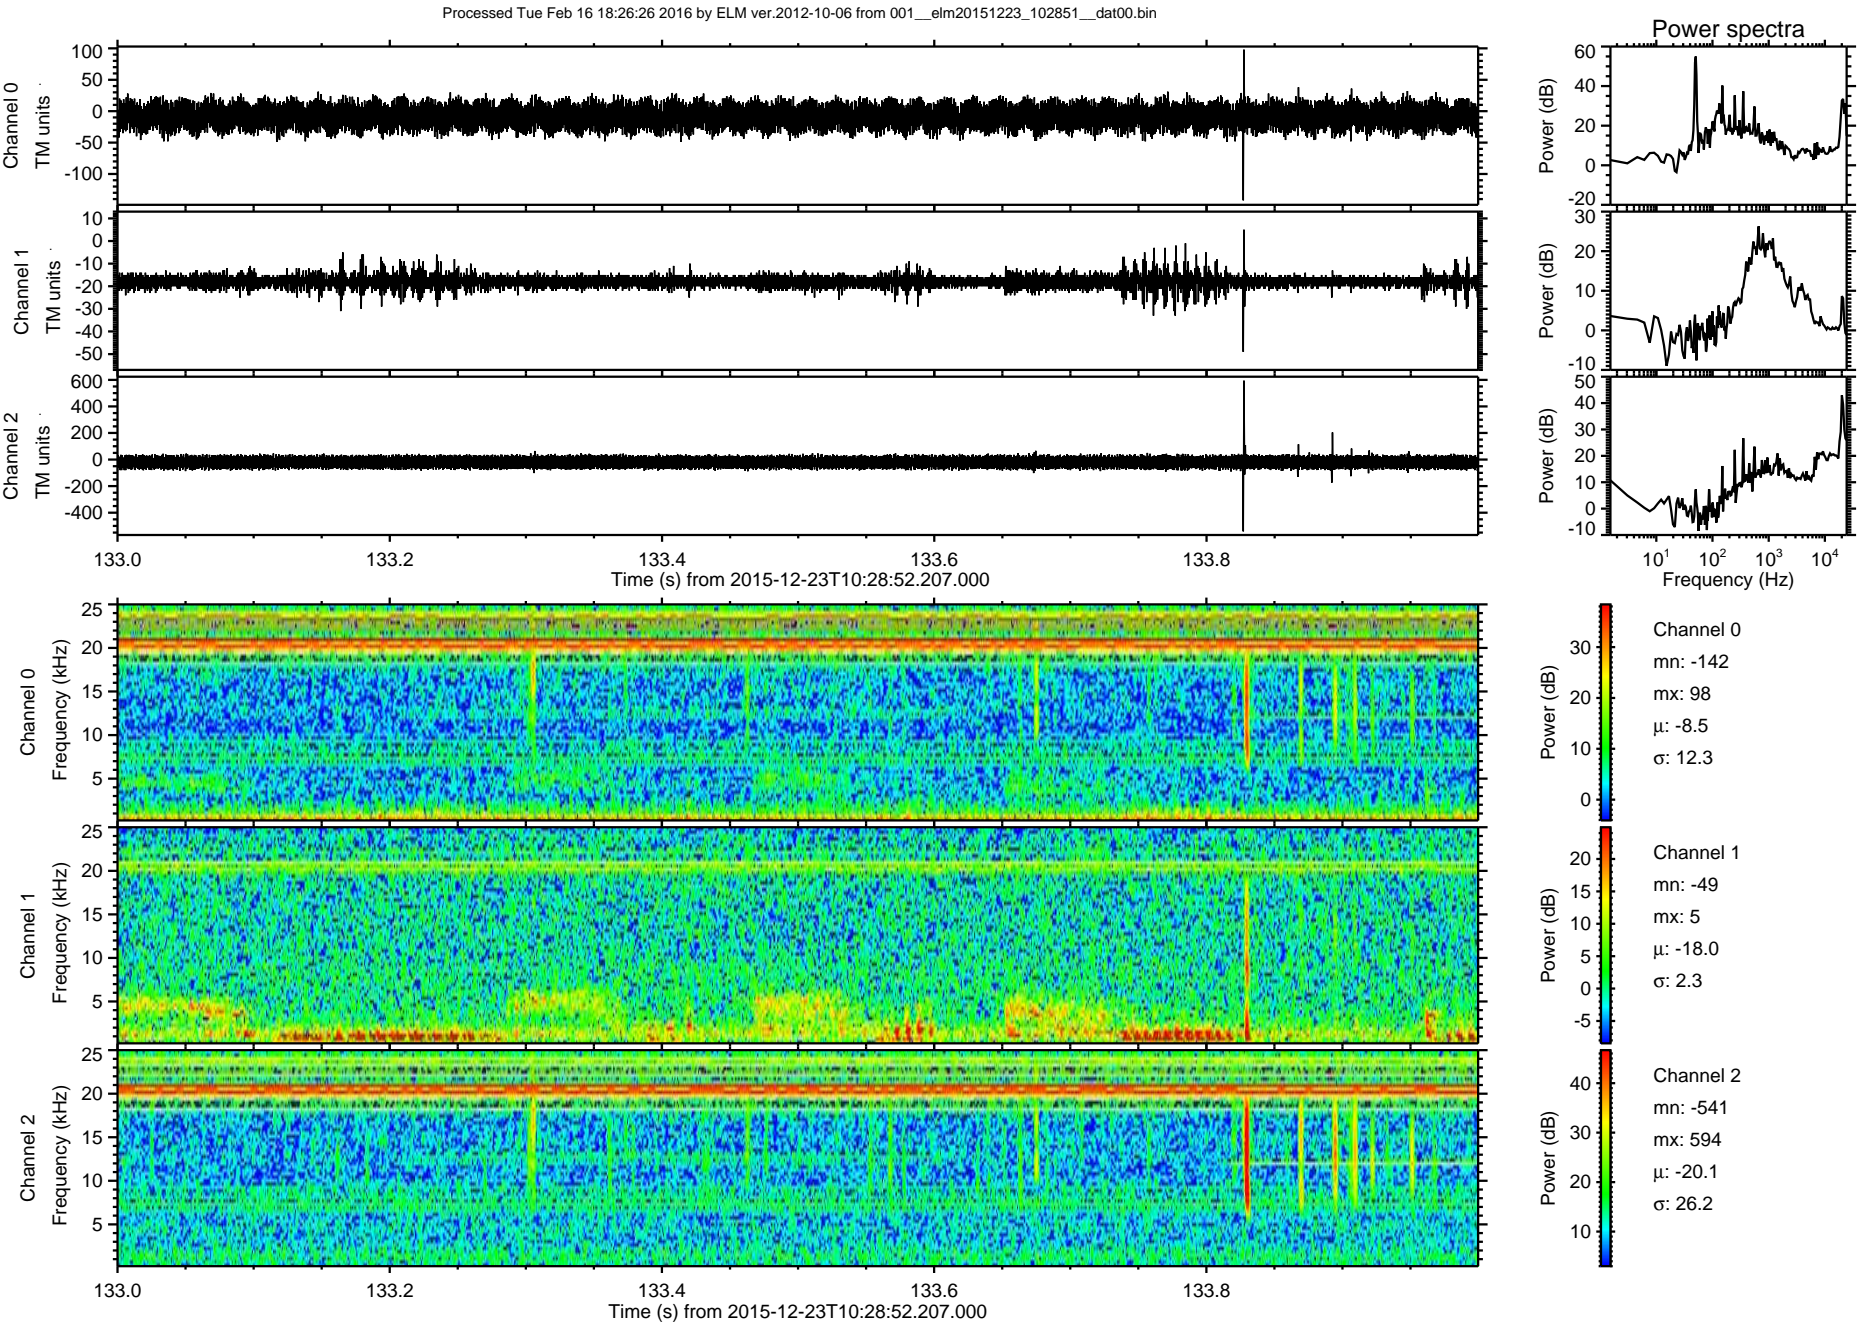 Processed Tue Feb 16 18:26:26 2016 by ELM ver.2012-10-06 from 001__elm20151223_102851__dat00.bin
Power spectra
Channel 0
TM units
100
50
0
-50
-100
Power (dB)
60
40
20
0
-20
Channel 1
TM units
10
0
-10
-20
-30
-40
-50
Power (dB)
30
20
10
0
-10
Channel 2
TM units
600
400
200
0
-200
-400
Power (dB)
50
40
30
20
10
0
-10
133.0 133.2 133.4 133.6 133.8
Time (s) from 2015-12-23T10:28:52.207.000
10¹ 10² 10³ 10⁴
Frequency (Hz)
Channel 0
Frequency (kHz)
25
20
15
10
5
Power (dB)
30
20
10
0
Channel 0
mn: -142
mx: 98
μ: -8.5
σ: 12.3
Channel 1
Frequency (kHz)
25
20
15
10
5
Power (dB)
20
15
10
5
0
-5
Channel 1
mn: -49
mx: 5
μ: -18.0
σ: 2.3
Channel 2
Frequency (kHz)
25
20
15
10
5
Power (dB)
40
30
20
10
Channel 2
mn: -541
mx: 594
μ: -20.1
σ: 26.2
133.0 133.2 133.4 133.6 133.8
Time (s) from 2015-12-23T10:28:52.207.000